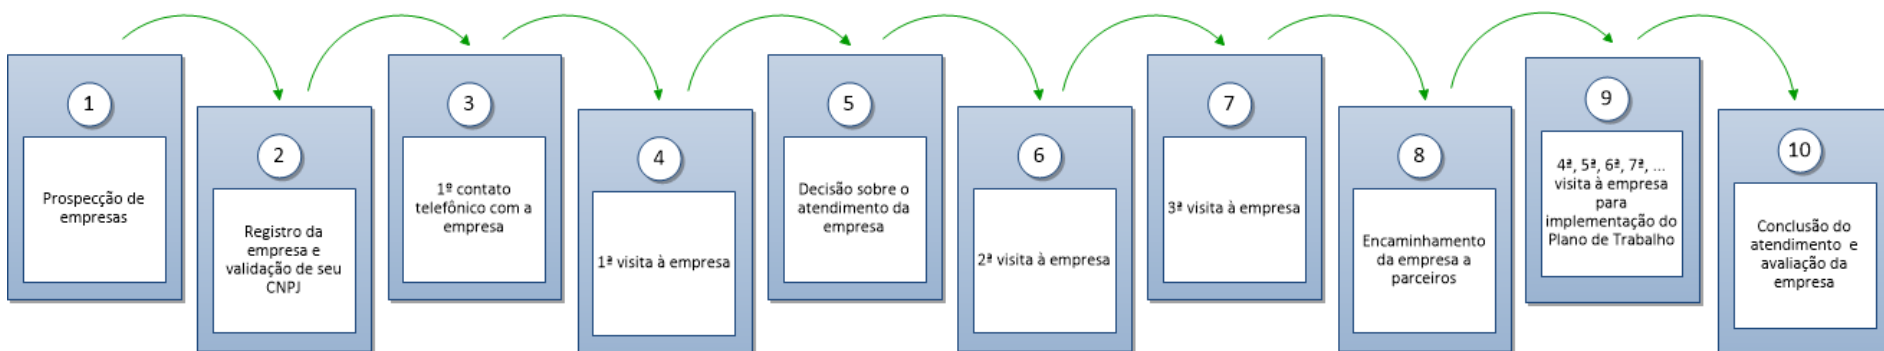 1
Prospecção de
empresas
2
Registro da
empresa e
validação de seu
CNPJ
3
1º contato
telefônico com a
empresa
4
1ª visita à empresa
5
Decisão sobre o
atendimento da
empresa
6
2ª visita à empresa
7
3ª visita à empresa
8
Encaminhamento
da empresa a
parceiros
9
4ª, 5ª, 6ª, 7ª, ...
visita à empresa
para
implementação do
Plano de Trabalho
10
Conclusão do
atendimento e
avaliação da
empresa